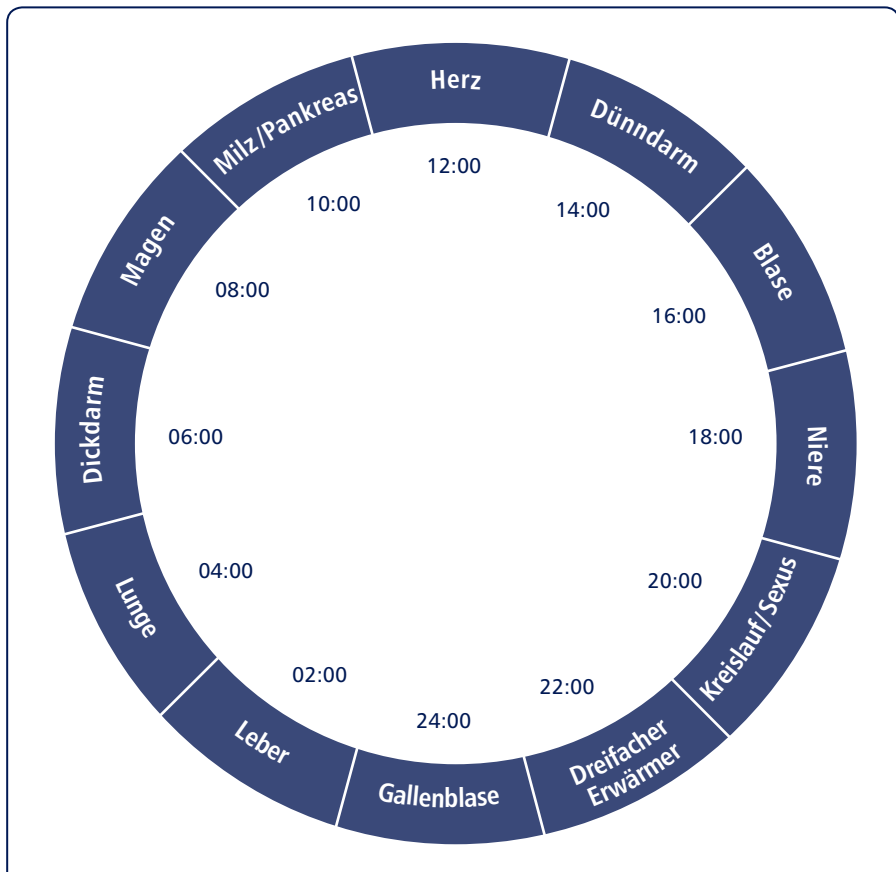 Herz
Dünndarm
Blase
Niere
Kreislauf/Sexus
Dreifacher
Erwärmer
Gallenblase
Leber
Lunge
Dickdarm
Magen
Milz/Pankreas
12:00
14:00
16:00
18:00
20:00
22:00
24:00
02:00
04:00
06:00
08:00
10:00